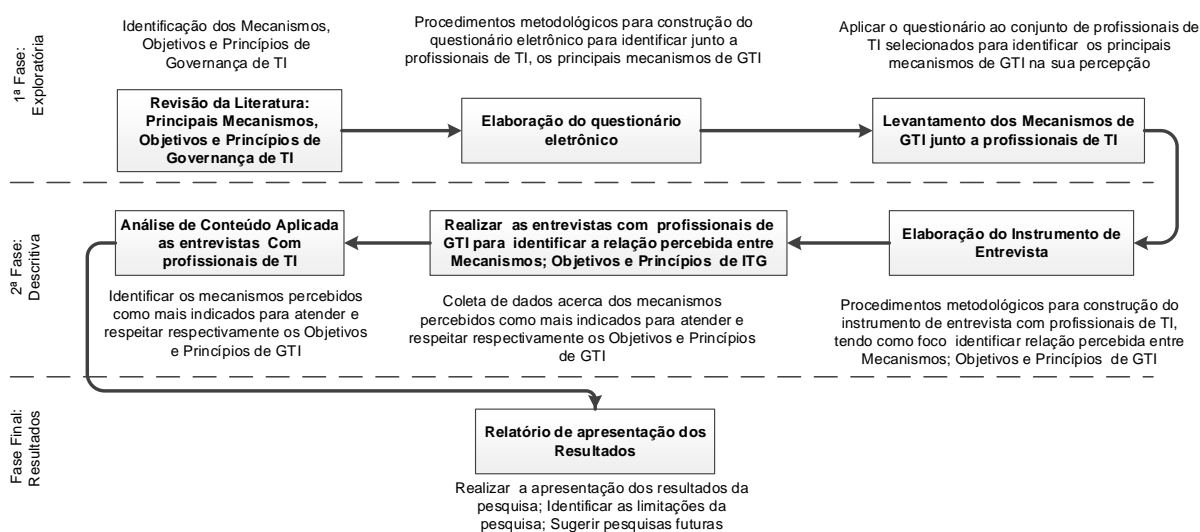 1ª Fase:
Exploratória
Identificação dos Mecanismos,
Objetivos e Princípios de
Governança de TI
Procedimentos metodológicos para construção do
questionário eletrônico para identificar junto a
profissionais de TI, os principais mecanismos de GTI
Aplicar o questionário ao conjunto de profissionais de
TI selecionados para identificar os principais
mecanismos de GTI na sua percepção
Revisão da Literatura:
Principais Mecanismos,
Objetivos e Princípios de
Governança de TI
Elaboração do questionário
eletrônico
Levantamento dos Mecanismos de
GTI junto a profissionais de TI
2ª Fase:
Descritiva
Elaboração do Instrumento de
Entrevista
Procedimentos metodológicos para construção do
instrumento de entrevista com profissionais de TI,
tendo como foco identificar relação percebida entre
Mecanismos; Objetivos e Princípios de GTI
Realizar as entrevistas com profissionais de
GTI para identificar a relação percebida entre
Mecanismos; Objetivos e Princípios de ITG
Coleta de dados acerca dos mecanismos
percebidos como mais indicados para atender e
respeitar respectivamente os Objetivos e Princípios
de GTI
Análise de Conteúdo Aplicada
as entrevistas Com
profissionais de TI
Identificar os mecanismos percebidos
como mais indicados para atender e
respeitar respectivamente os Objetivos
e Princípios de GTI
Fase Final:
Resultados
Relatório de apresentação dos
Resultados
Realizar a apresentação dos resultados da
pesquisa; Identificar as limitações da
pesquisa; Sugerir pesquisas futuras